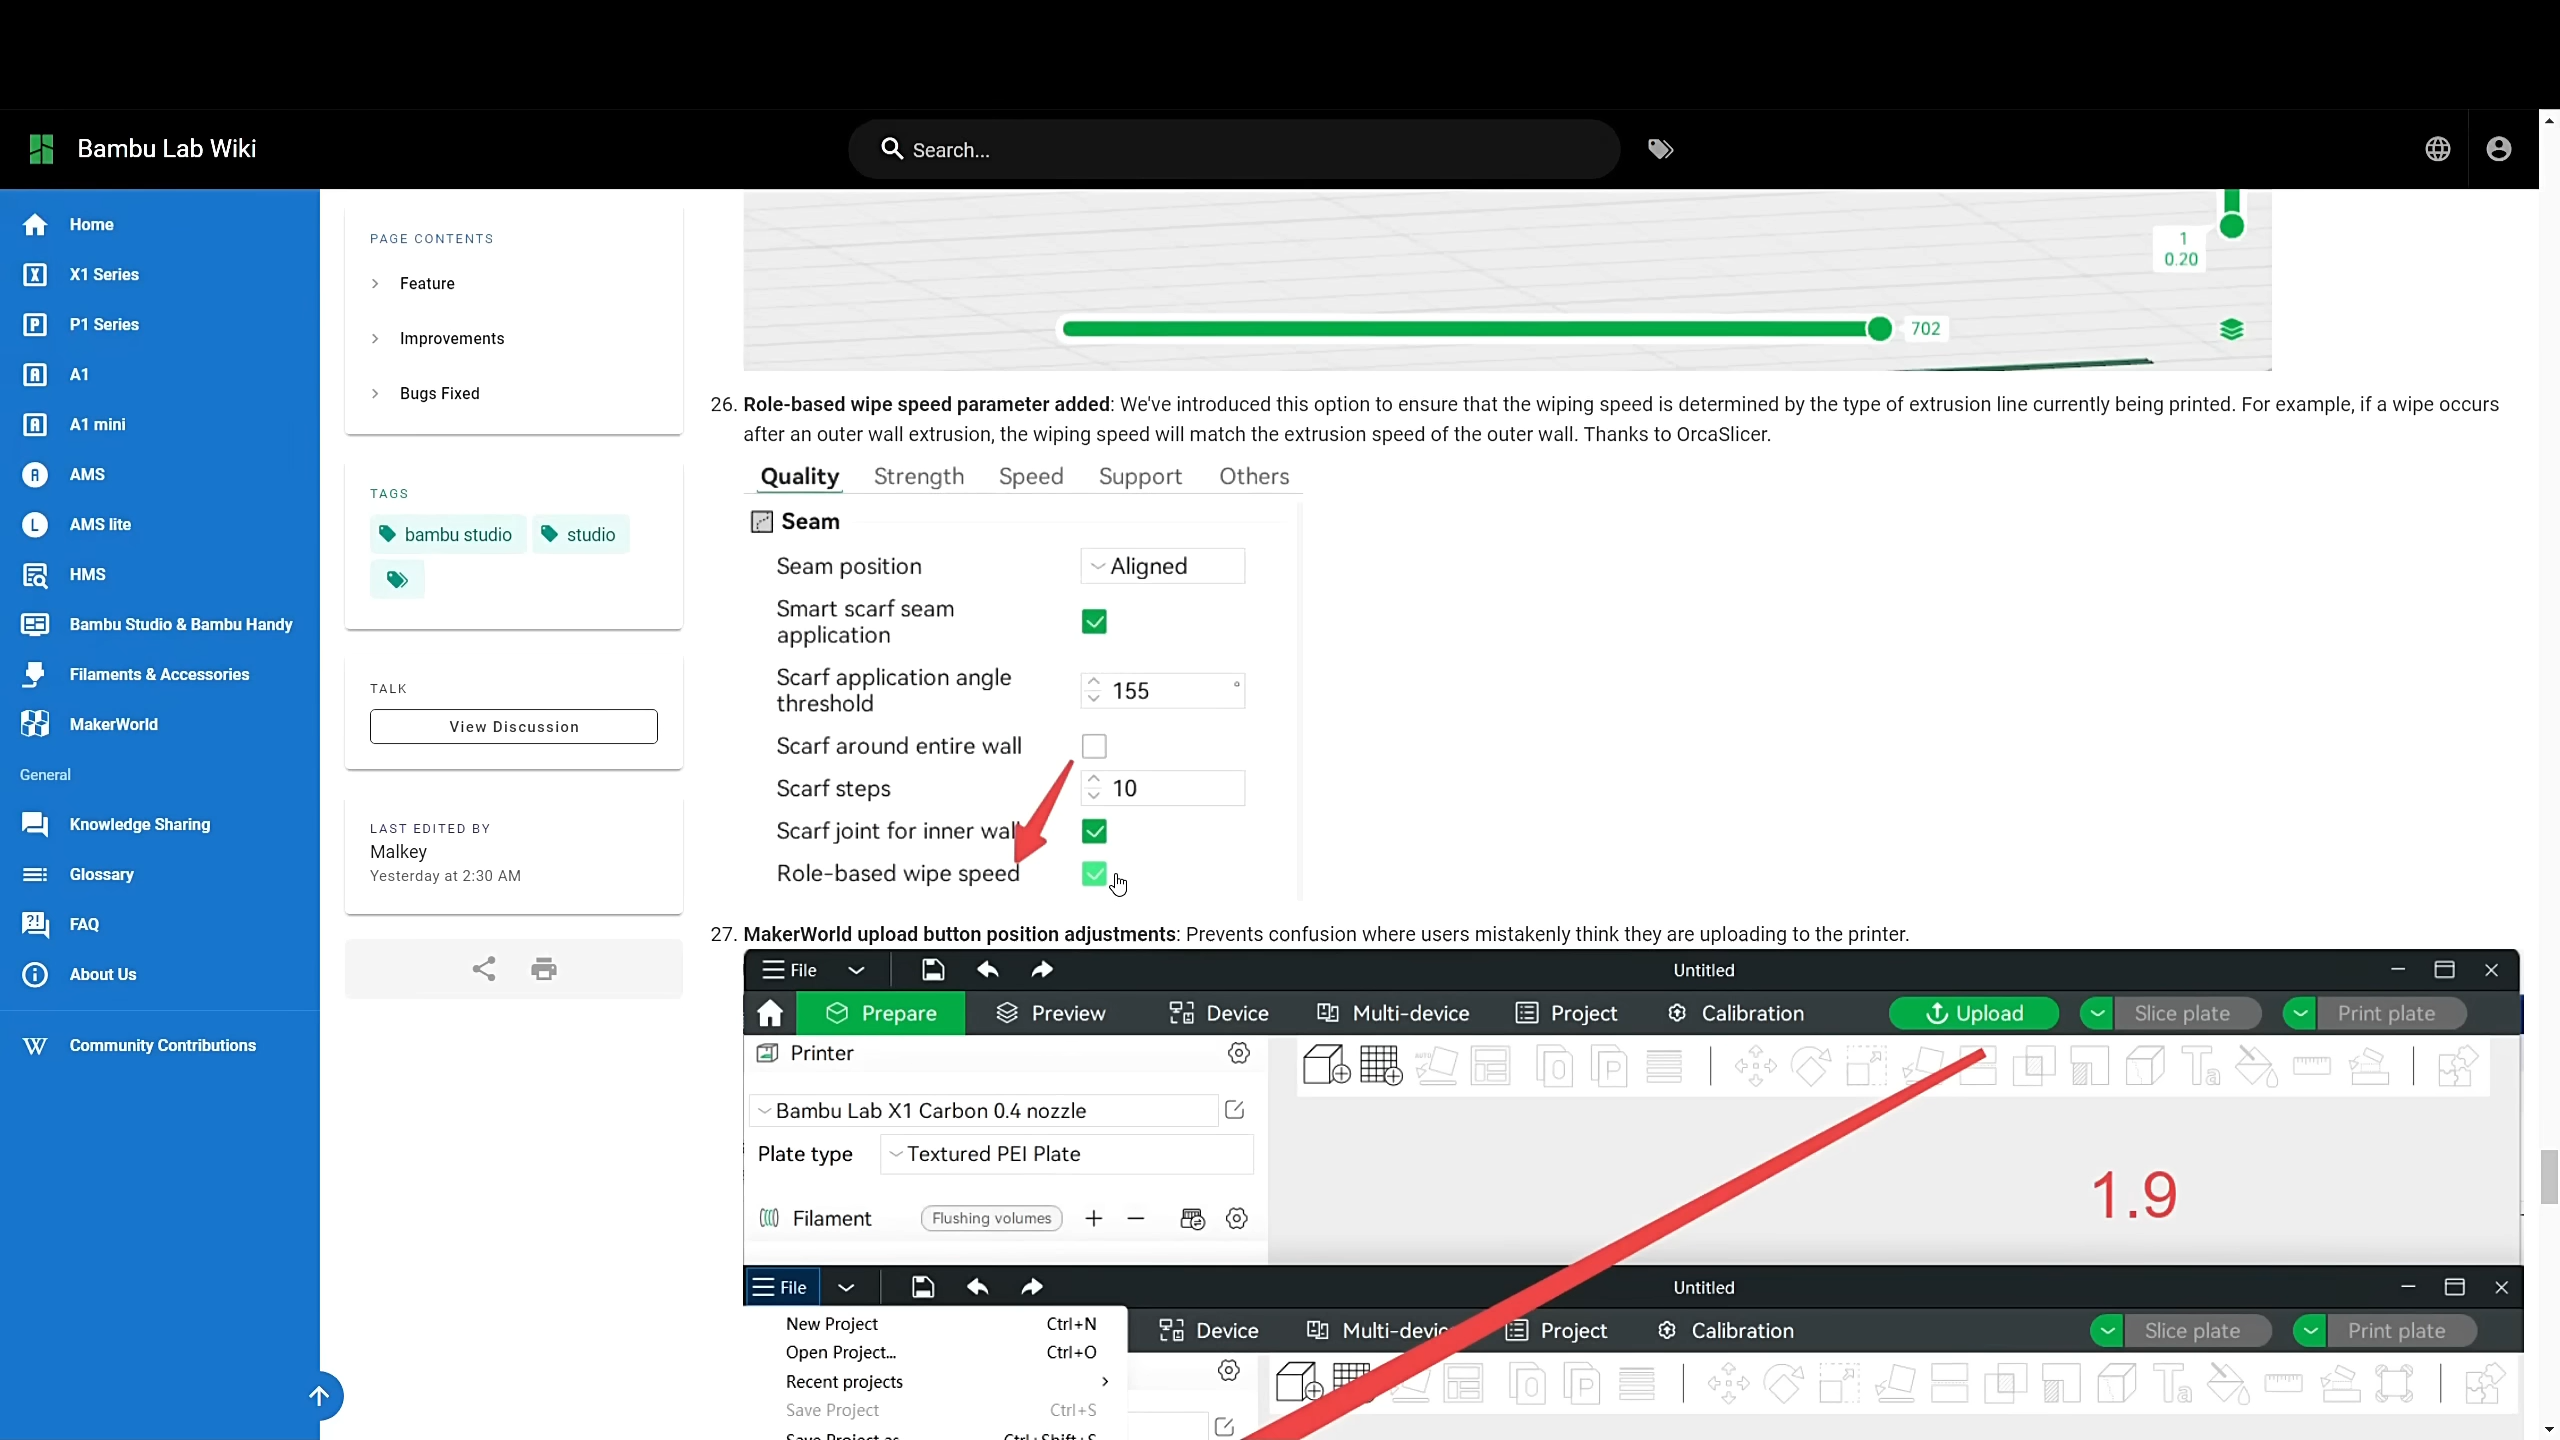 Bambu Lab Wiki
Search...
Home
X1 Series
P1 Series
A1
A1 mini
AMS
AMS lite
HMS
Bambu Studio & Bambu Handy
Filaments & Accessories
MakerWorld
General
Knowledge Sharing
Glossary
FAQ
About Us
Community Contributions
PAGE CONTENTS
Feature
Improvements
Bugs Fixed
TAGS
bambu studio
studio
TALK
View Discussion
LAST EDITED BY
Malkey
Yesterday at 2:30 AM
1
0.20
702
26. Role-based wipe speed parameter added: We've introduced this option to ensure that the wiping speed is determined by the type of extrusion line currently being printed. For example, if a wipe occurs
after an outer wall extrusion, the wiping speed will match the extrusion speed of the outer wall. Thanks to OrcaSlicer.
Quality Strength Speed Support Others
Seam
Seam position Aligned
Smart scarf seam
application
Scarf application angle
threshold 155 °
Scarf around entire wall
Scarf steps 10
Scarf joint for inner wall
Role-based wipe speed
27. MakerWorld upload button position adjustments: Prevents confusion where users mistakenly think they are uploading to the printer.
File Untitled
Prepare Preview Device Multi-device Project Calibration Upload Slice plate Print plate
Printer
Bambu Lab X1 Carbon 0.4 nozzle
Plate type Textured PEI Plate
1.9
Filament Flushing volumes
File Untitled
New Project Ctrl+N
Device Multi-devic Project Calibration Slice plate Print plate
Open Project... Ctrl+O
Recent projects
Save Project Ctrl+S
Save Project as Ctrl+Shift+S